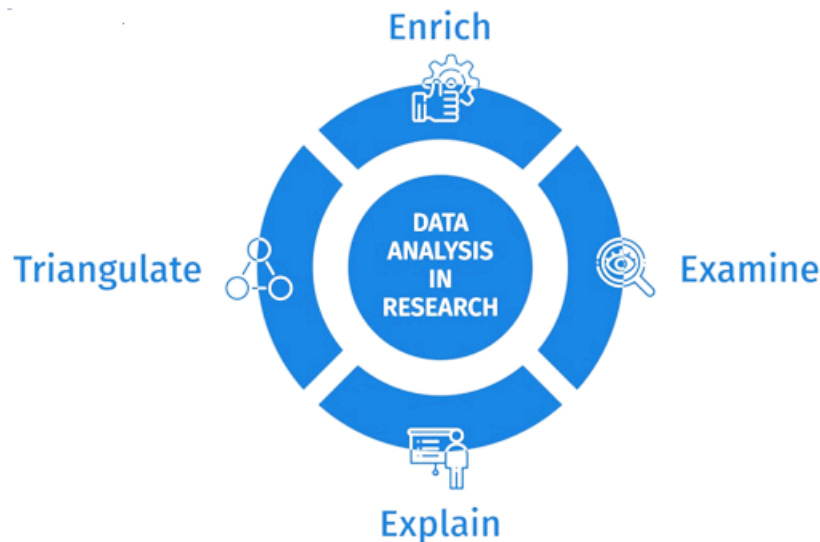 Enrich
DATA
ANALYSIS
IN
RESEARCH
Triangulate
Examine
Explain